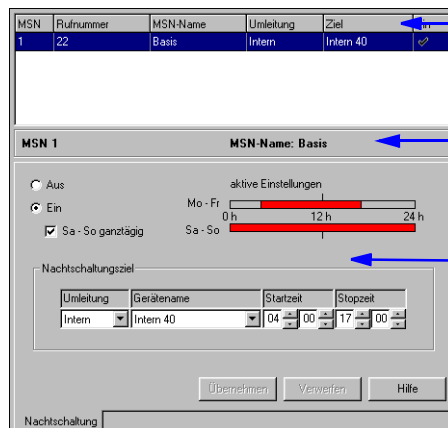 MSN Rufnummer MSN-Name Umleitung Ziel
1 22 Basis Intern Intern 40
MSN 1 MSN-Name: Basis
Aus aktive Einstellungen
Ein Mo - Fr
0 h 12 h 24 h
Sa - So ganztägig Sa - So
Nachtschaltungsziel
Umleitung Gerätename Startzeit Stopzeit
Intern Intern 40 04 00 17 00
Übernehmen Verwerfen Hilfe
Nachtschaltung